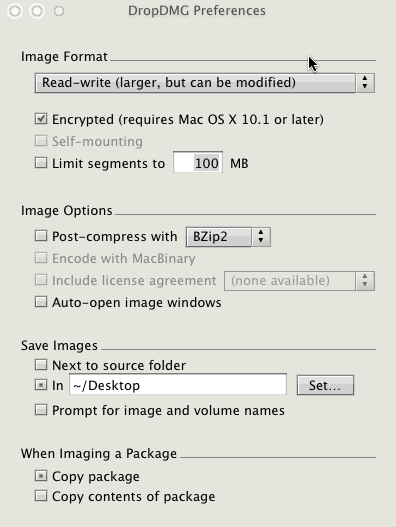 DropDMG Preferences
Image Format
Read-write (larger, but can be modified)
Encrypted (requires Mac OS X 10.1 or later)
Self-mounting
Limit segments to 100 MB
Image Options
Post-compress with BZip2
Encode with MacBinary
Include license agreement (none available)
Auto-open image windows
Save Images
Next to source folder
In ~/Desktop Set...
Prompt for image and volume names
When Imaging a Package
Copy package
Copy contents of package